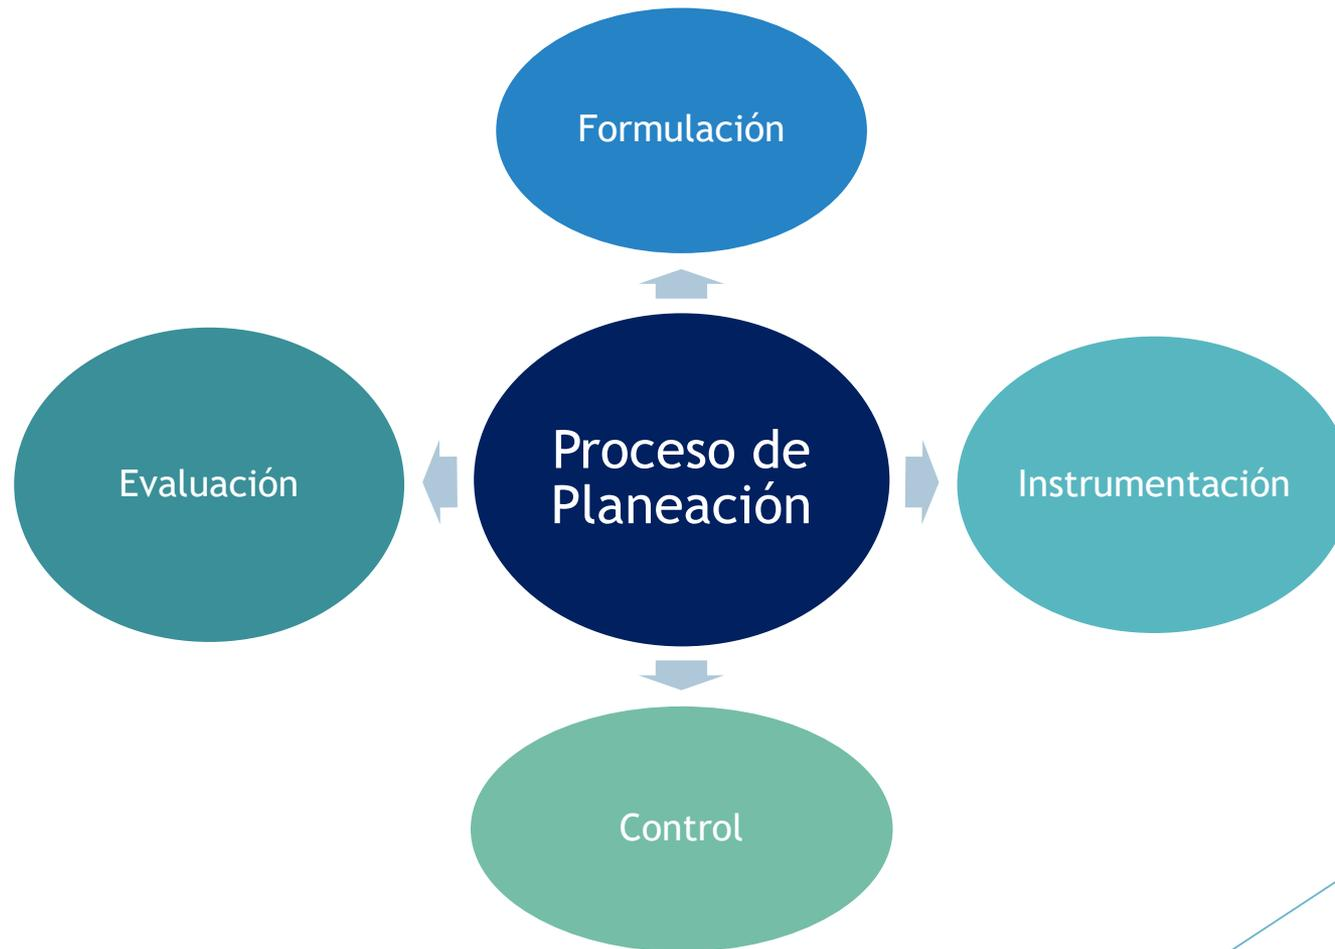 Formulación
Proceso de
Planeación
Evaluación
Instrumentación
Control